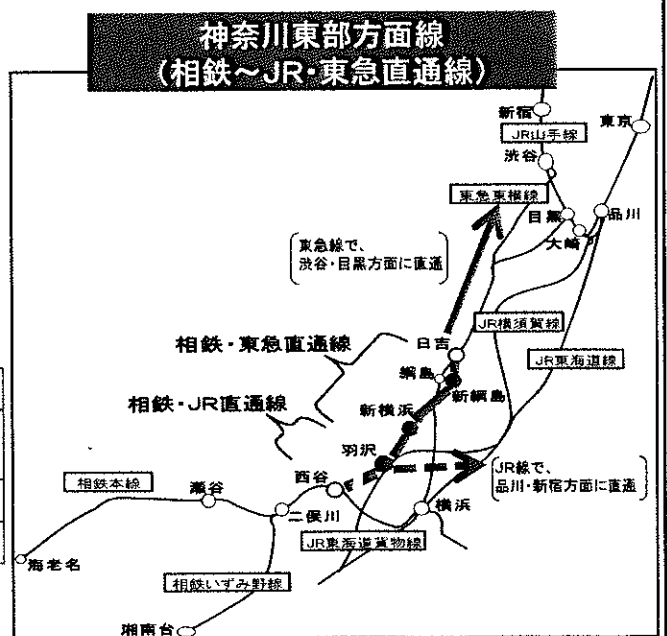 神奈川東部方面線
(相鉄～JR・東急直通線)
新宿
東京
JR山手線
渋谷
東急東横線
目黒
品川
大崎
東急線で、
渋谷・目黒方面に直通
JR横須賀線
日吉
相鉄・東急直通線
JR東海道線
綱島
新綱島
相鉄・JR直通線
新横浜
羽沢
西谷
JR線で、
品川・新宿方面に直通
相鉄本線
瀬谷
二俣川
横浜
JR東海道貨物線
海老名
相鉄いずみ野線
湘南台